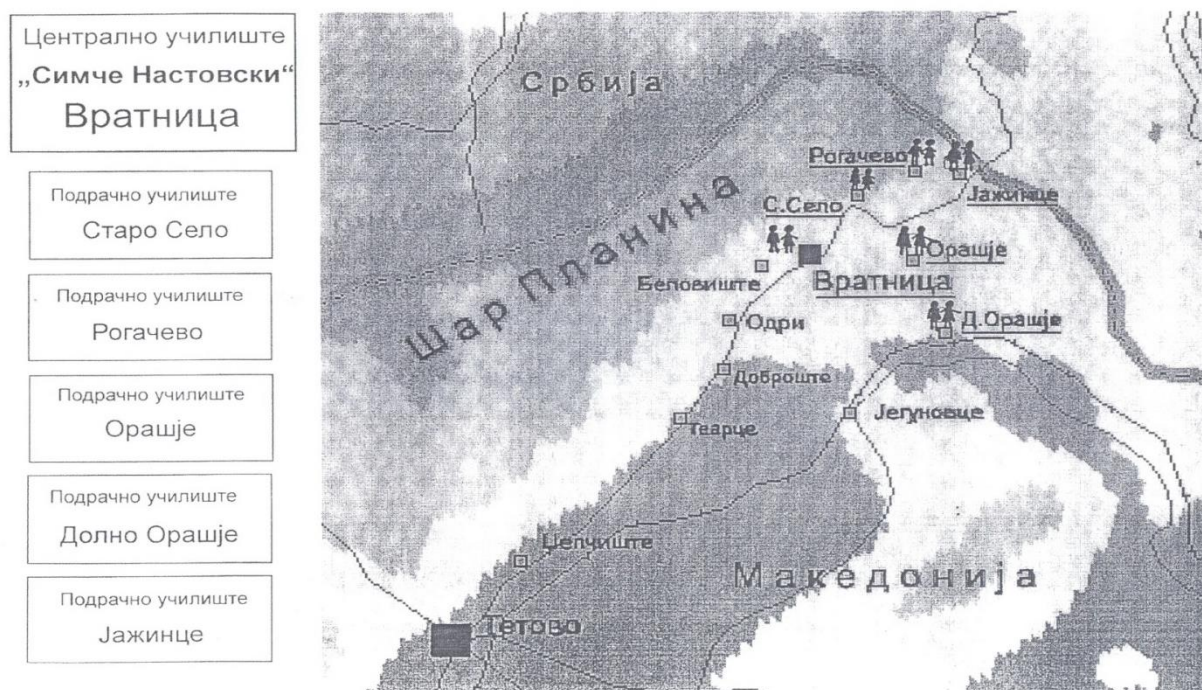 Централно училиште
„Симче Настовски“
Вратница
Подрачно училиште
Старо Село
Подрачно училиште
Рогачево
Подрачно училиште
Орашје
Подрачно училиште
Долно Орашје
Подрачно училиште
Јажинце
Србија
Рогачево
Јажинце
С.Село
Шар Планина
Орашје
Беловиште
Вратница
Одри
Д.Орашје
Доброште
Јегуновце
Теарце
Џепчиште
Македонија
Тетово